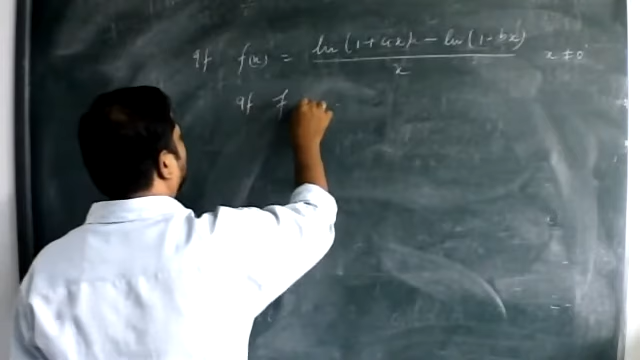 If f(x) = ln(1+ax) - ln(1-bx) / x x ≠ 0
If f